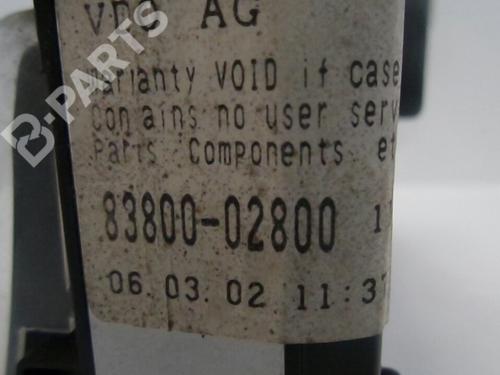 VDO AG
Warranty VOID if case
Contains no user serv
Parts Components et
83800-02800 1
06.03.02 11:37
B-PARTS